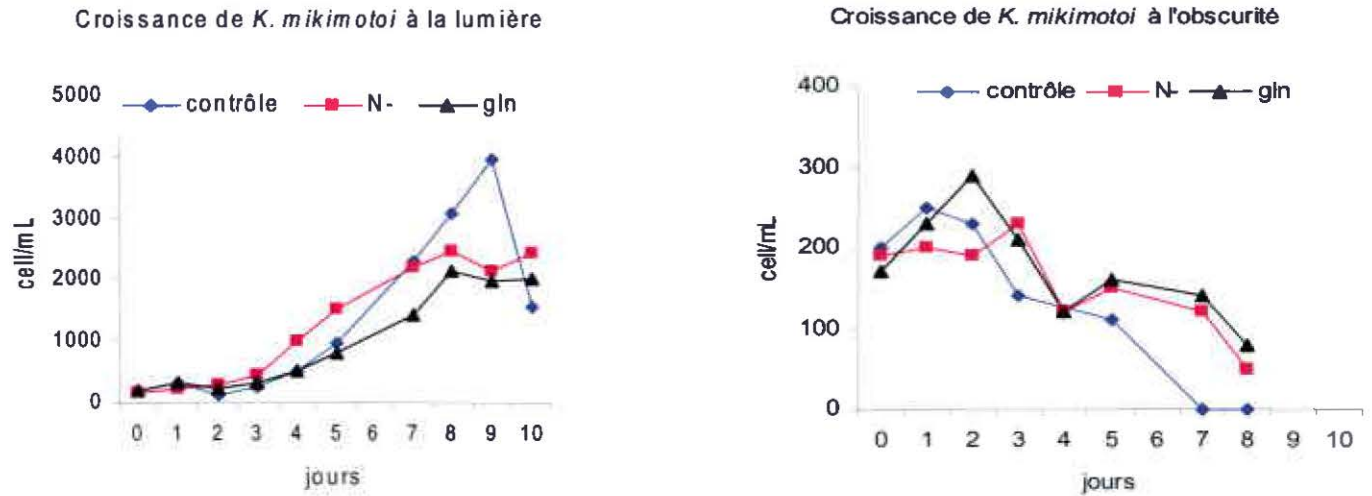 Croissance de K. mikimotoi à la lumière
5000
contrôle N- gln
4000
3000
2000
1000
0
cell/mL
0 1 2 3 4 5 6 7 8 9 10
jours
Croissance de K. mikimotoi à l'obscurité
400
contrôle N- gln
300
200
100
0
cell/mL
0 1 2 3 4 5 6 7 8 9 10
jours